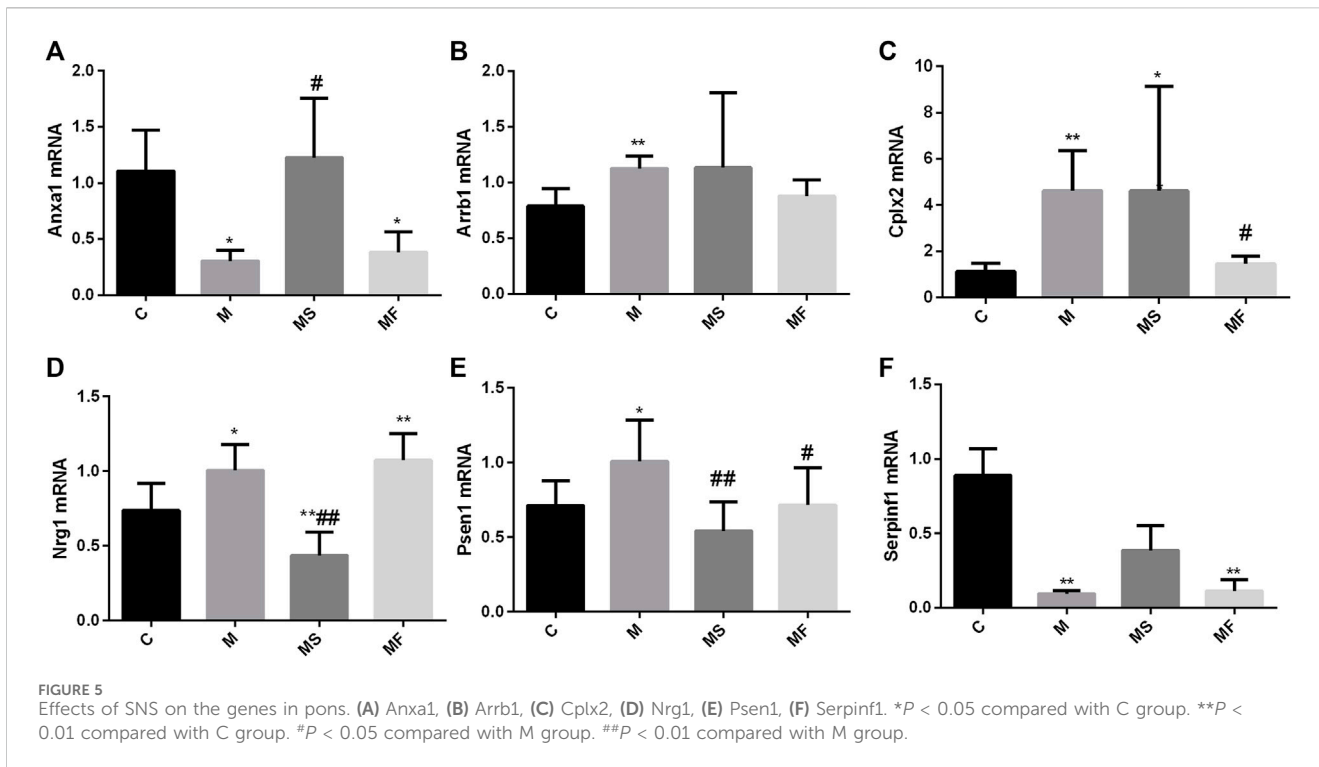 A
Anxa1 mRNA
2.0
1.5
1.0
0.5
0.0
*
#
*
C
M
MS
MF
B
Arrb1 mRNA
2.0
1.5
1.0
0.5
0.0
**
C
M
MS
MF
C
Cplx2 mRNA
10
8
6
4
2
0
**
*
#
C
M
MS
MF
D
Nrg1 mRNA
1.5
1.0
0.5
0.0
*
**##
**
C
M
MS
MF
E
Psen1 mRNA
1.5
1.0
0.5
0.0
*
##
#
C
M
MS
MF
F
Serpinf1 mRNA
1.5
1.0
0.5
0.0
**
**
C
M
MS
MF
FIGURE 5
Effects of SNS on the genes in pons. (A) Anxa1, (B) Arrb1, (C) Cplx2, (D) Nrg1, (E) Psen1, (F) Serpinf1. *P < 0.05 compared with C group. **P <
0.01 compared with C group. #P < 0.05 compared with M group. ##P < 0.01 compared with M group.